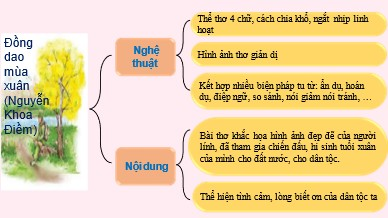 Đồng
dao
mùa
xuân
(Nguyễn
Khoa
Điềm)
Nghệ
thuật
Thể thơ 4 chữ, cách chia khổ, ngắt nhịp linh
hoạt
Hình ảnh thơ giản dị
Kết hợp nhiều biện pháp tu từ: ẩn dụ, hoán
dụ, điệp ngữ, so sánh, nói giảm nói tránh, …
Nội dung
Bài thơ khắc họa hình ảnh đẹp đẽ của người
lính, đã tham gia chiến đấu, hi sinh tuổi xuân
của mình cho đất nước, cho dân tộc.
Thể hiện tình cảm, lòng biết ơn của dân tộc ta